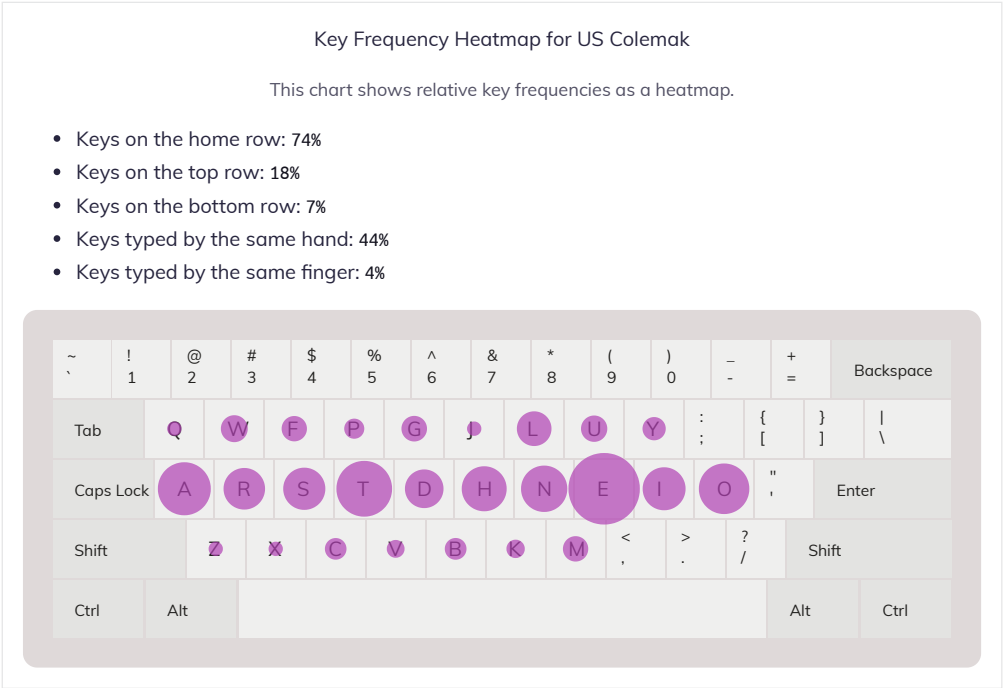 Key Frequency Heatmap for US Colemak
This chart shows relative key frequencies as a heatmap.
• Keys on the home row: 74%
• Keys on the top row: 18%
• Keys on the bottom row: 7%
• Keys typed by the same hand: 44%
• Keys typed by the same finger: 4%
~ ! @ # $ % ^ & * ( ) _ +
` 1 2 3 4 5 6 7 8 9 0 - = Backspace
Tab Q W F P G J L U Y : ; { [ } ] | \
Caps Lock A R S T D H N E I O " ' Enter
Shift Z X C V B K M < , > . ? / Shift
Ctrl Alt Alt Ctrl